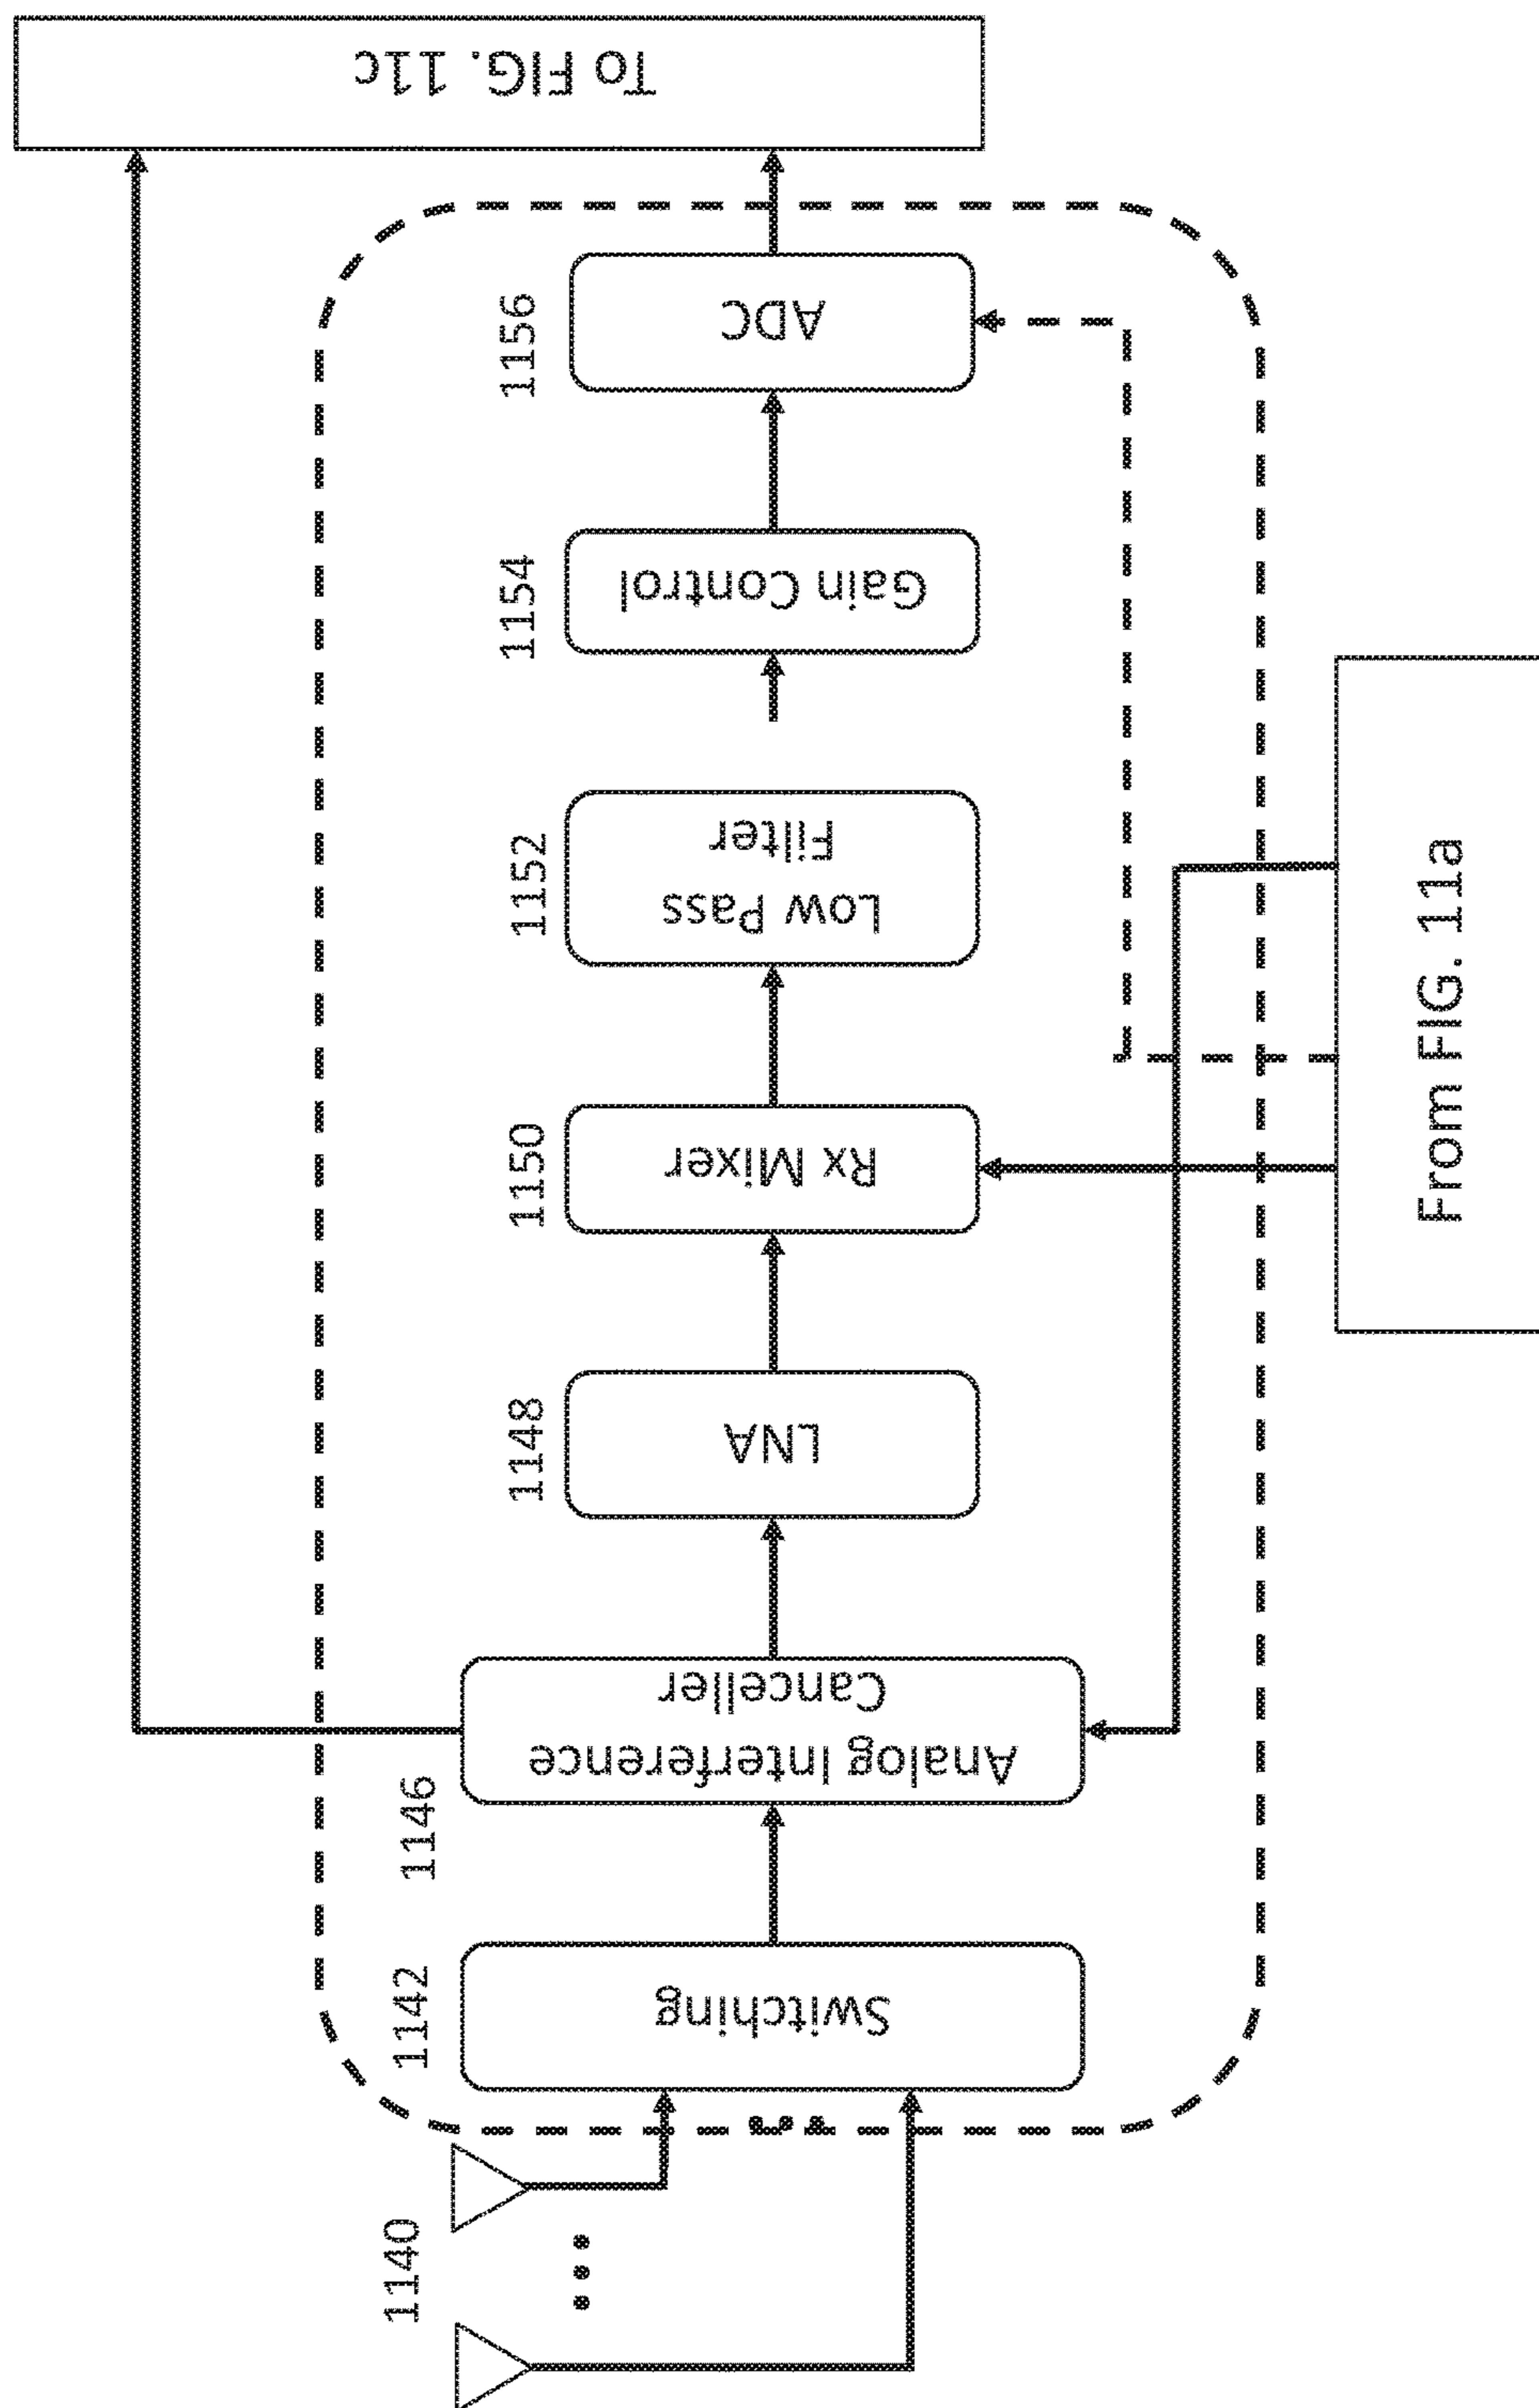 To FIG. 11c
1156
ADC
1154
Gain Control
1152
Low Pass
Filter
1150
Rx Mixer
From FIG. 11a
1148
LNA
1146
Analog Interference
Canceller
1142
Switching
1140